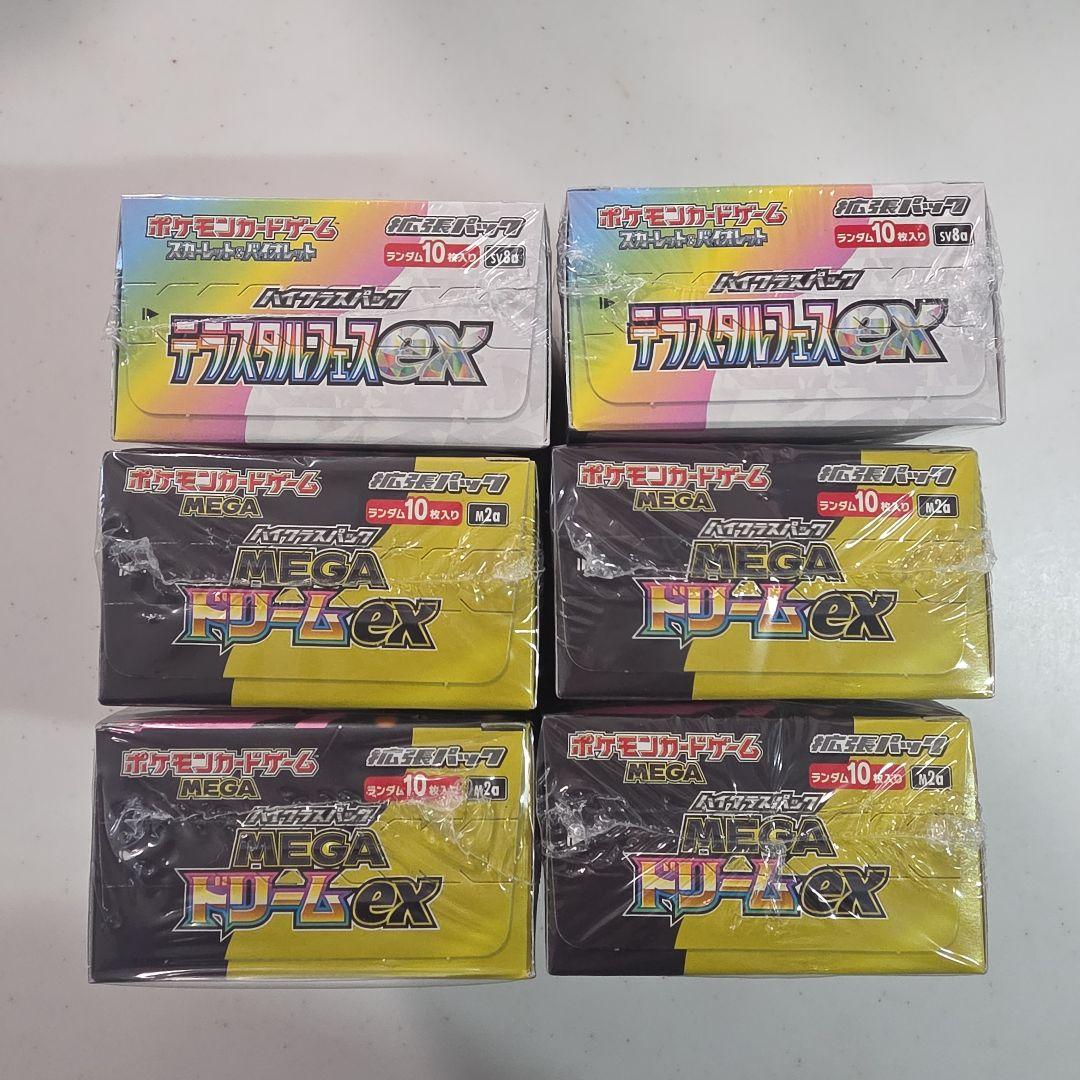 ポケモンカードゲーム
スカーレット&バイオレット
拡張パック
ランダム10枚入り SV8a
ハイクラスパック
テラスタルフェスex
ポケモンカードゲーム
スカーレット&バイオレット
拡張パック
ランダム10枚入り SV8a
ハイクラスパック
テラスタルフェスex
ポケモンカードゲーム
MEGA
拡張パック
ランダム10枚入り M2a
ハイクラスパック
MEGA
ドリームex
ポケモンカードゲーム
MEGA
拡張パック
ランダム10枚入り M2a
ハイクラスパック
MEGA
ドリームex
ポケモンカードゲーム
MEGA
拡張パック
ランダム10枚入り M2a
ハイクラスパック
MEGA
ドリームex
ポケモンカードゲーム
MEGA
拡張パック
ランダム10枚入り M2a
ハイクラスパック
MEGA
ドリームex